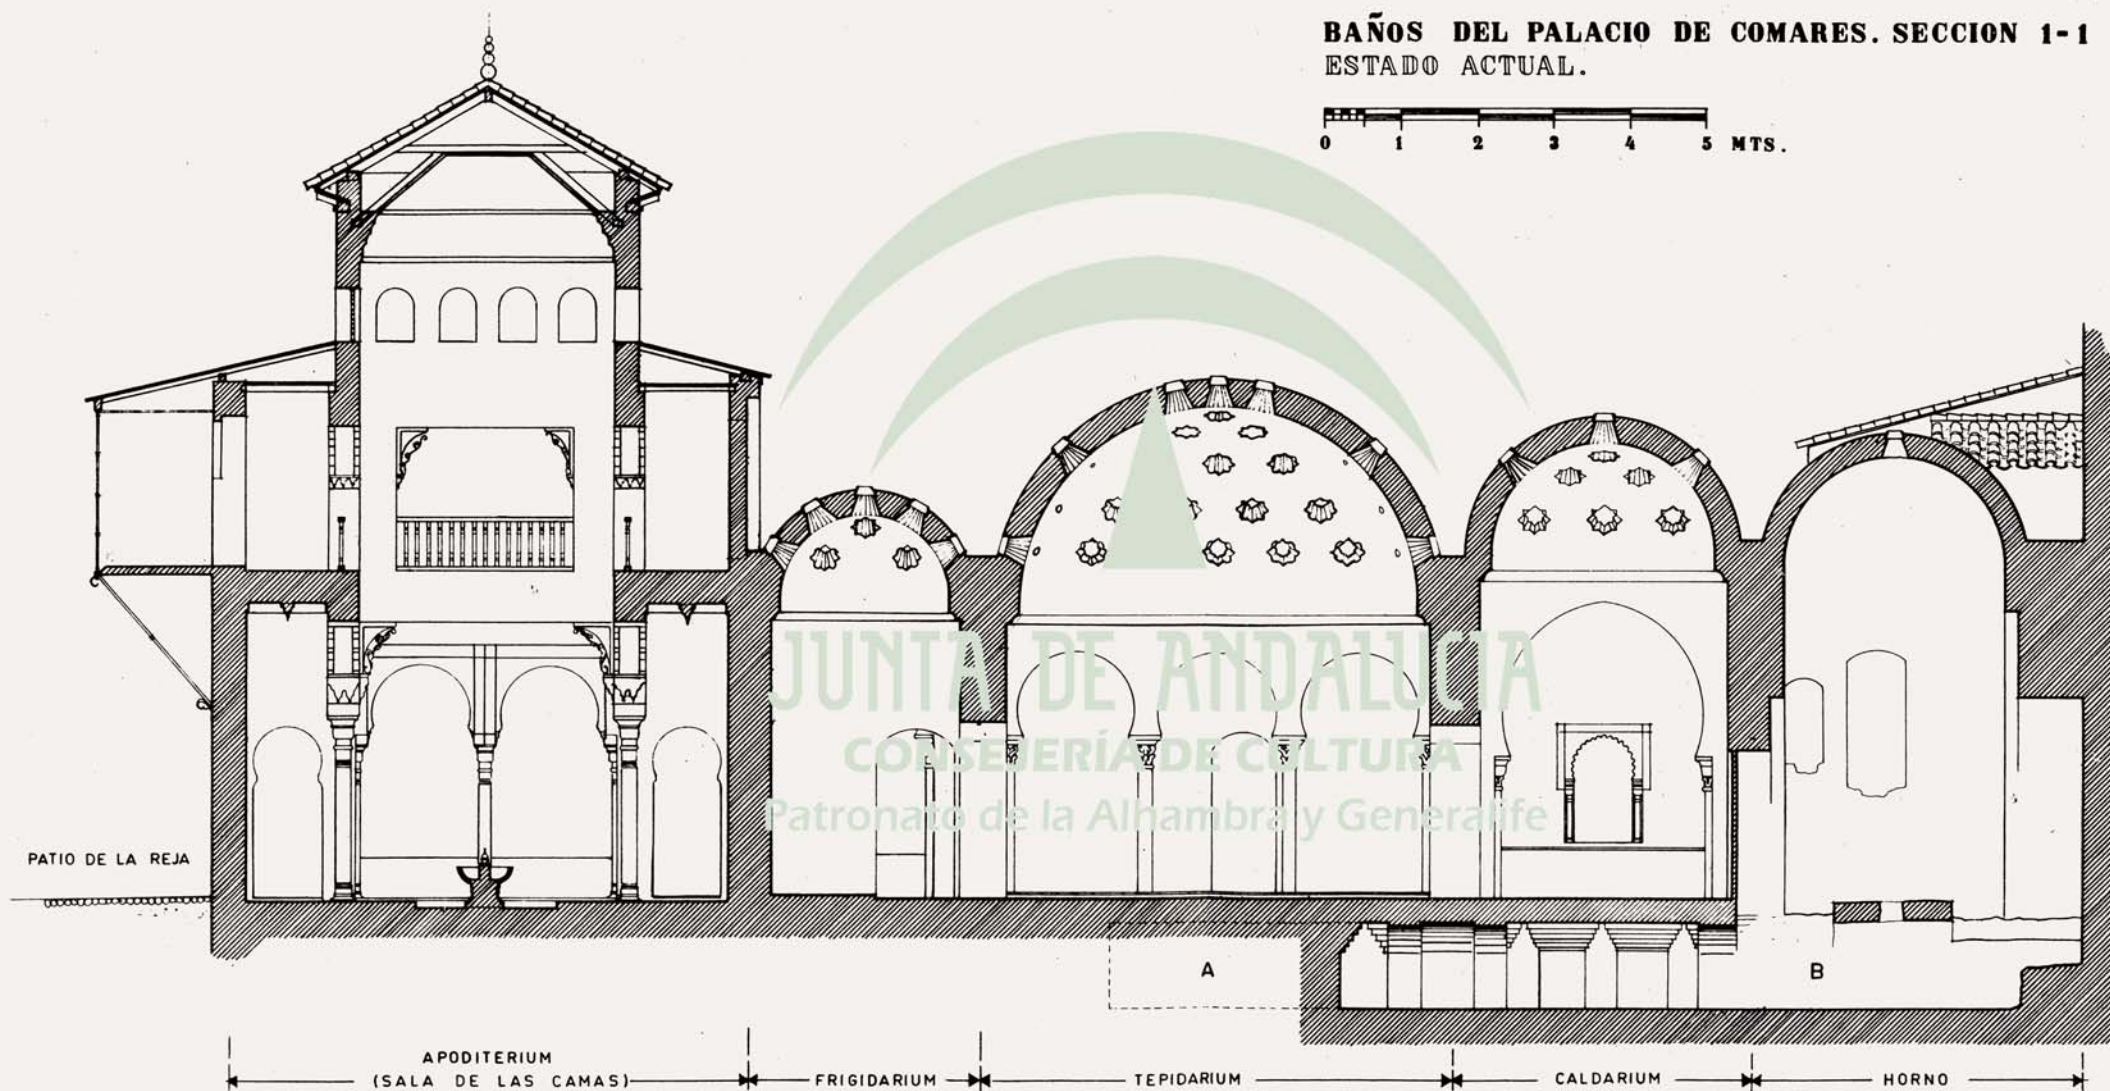 BAÑOS DEL PALACIO DE COMARES. SECCION 1-1
ESTADO ACTUAL.
0 1 2 3 4 5 MTS.
JUNTA DE ANDALUCIA
CONSEJERÍA DE CULTURA
Patronato de la Alhambra y Generalife
PATIO DE LA REJA
A B
APODITERIUM
(SALA DE LAS CAMAS) FRIGIDARIUM TEPIDARIUM CALDARIUM HORNO